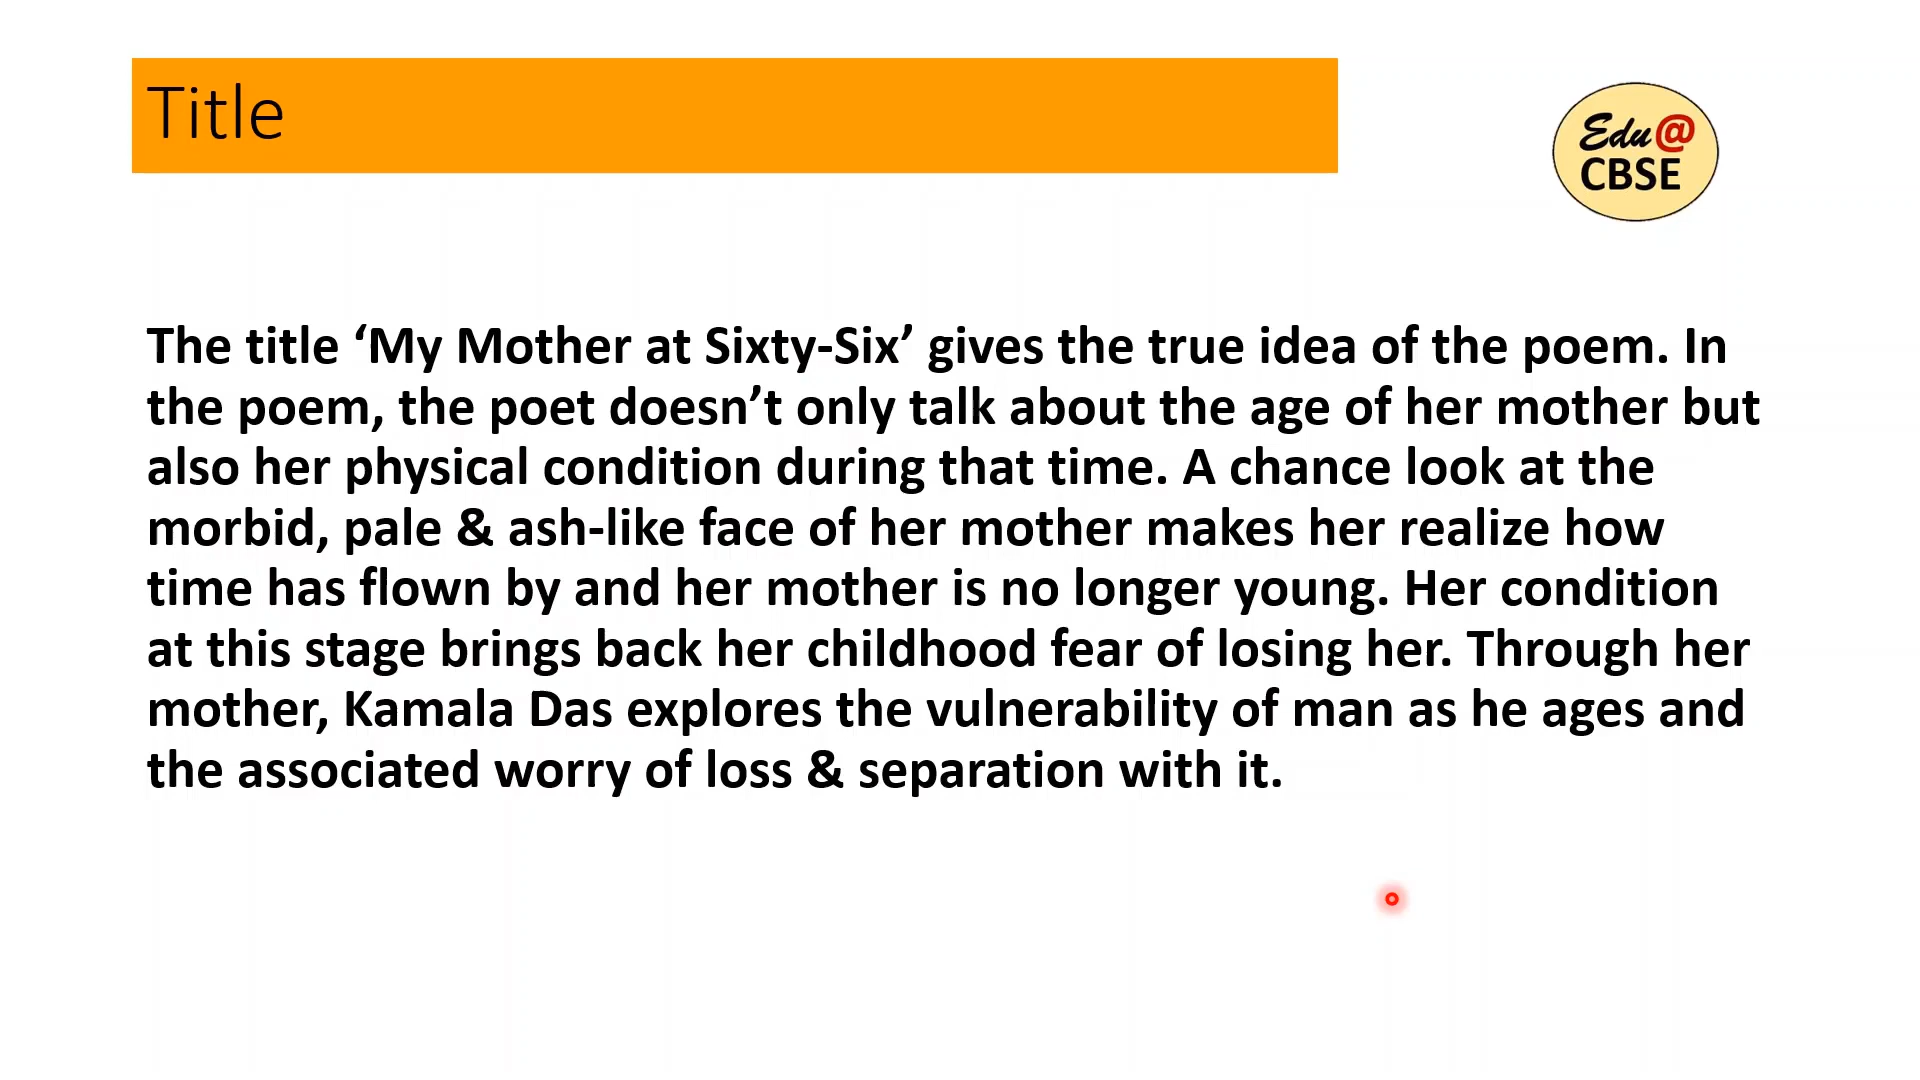 Title
Edu@
CBSE
The title ‘My Mother at Sixty-Six’ gives the true idea of the poem. In
the poem, the poet doesn’t only talk about the age of her mother but
also her physical condition during that time. A chance look at the
morbid, pale & ash-like face of her mother makes her realize how
time has flown by and her mother is no longer young. Her condition
at this stage brings back her childhood fear of losing her. Through her
mother, Kamala Das explores the vulnerability of man as he ages and
the associated worry of loss & separation with it.